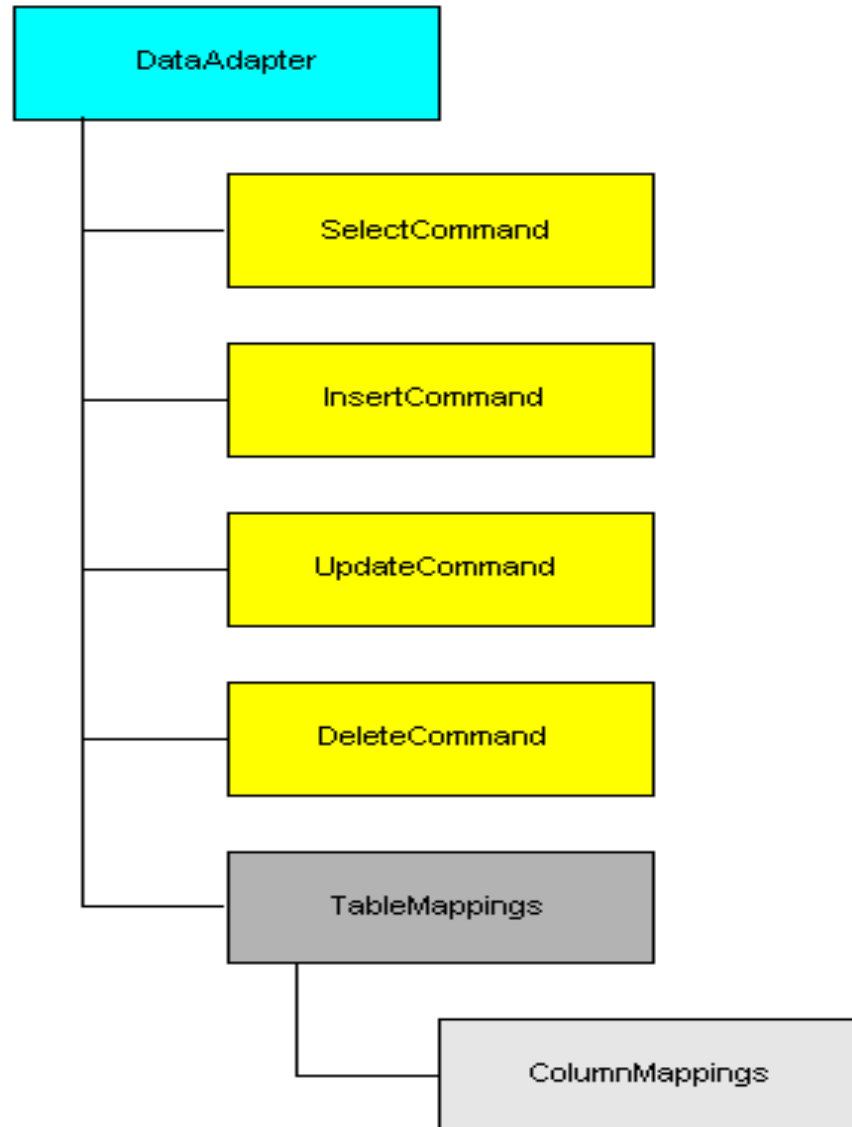 DataAdapter
SelectCommand
InsertCommand
UpdateCommand
DeleteCommand
TableMappings
ColumnMappings